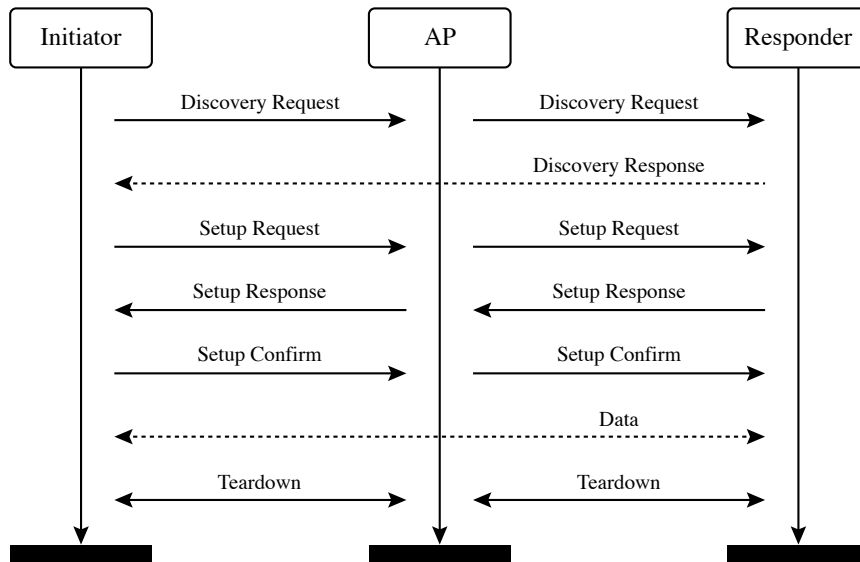 Initiator
AP
Responder
Discovery Request
Discovery Request
Discovery Response
Setup Request
Setup Request
Setup Response
Setup Response
Setup Confirm
Setup Confirm
Data
Teardown
Teardown